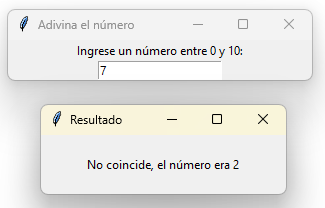 Adivina el número
Ingrese un número entre 0 y 10:
7
Resultado
No coincide, el número era 2